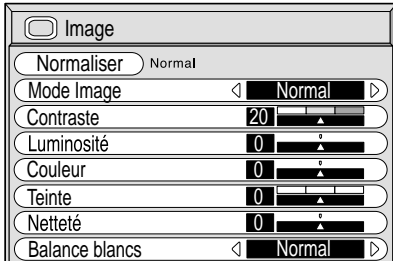 Image
Normaliser Normal
Mode Image Normal
Contraste 20
Luminosité 0
Couleur 0
Teinte 0
Netteté 0
Balance blancs Normal